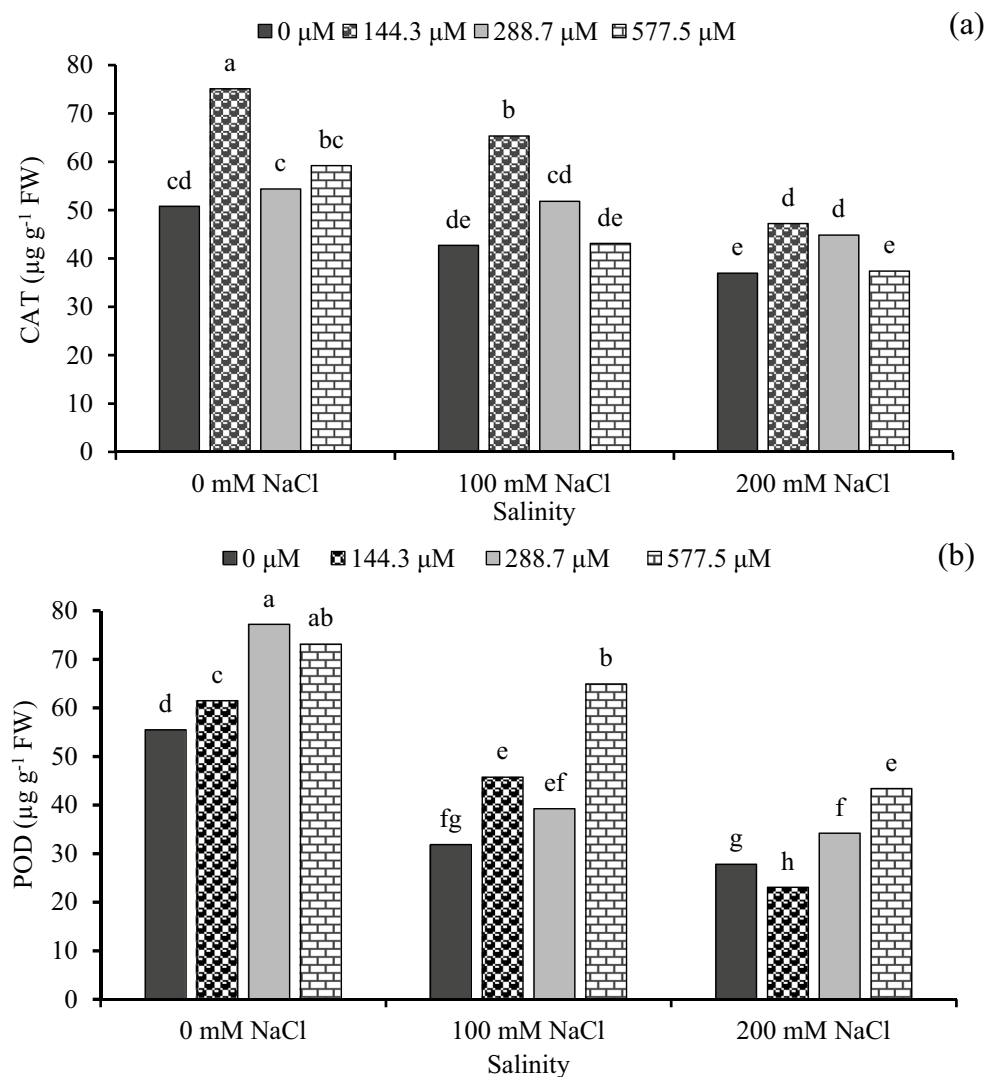 (a)
0 μM 144.3 μM 288.7 μM 577.5 μM
CAT (μg g-1 FW)
80
70
60
50
40
30
20
10
0
cd a c bc
de b cd de
e d d e
0 mM NaCl 100 mM NaCl 200 mM NaCl
Salinity
(b)
0 μM 144.3 μM 288.7 μM 577.5 μM
POD (μg g-1 FW)
80
70
60
50
40
30
20
10
0
d c a ab
fg e ef b
g h f e
0 mM NaCl 100 mM NaCl 200 mM NaCl
Salinity